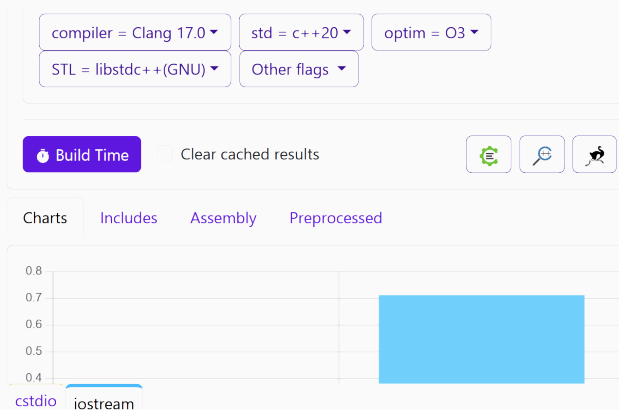 compiler = Clang 17.0 std = c++20 optim = O3
STL = libstdc++(GNU) Other flags
Build Time Clear cached results
Charts Includes Assembly Preprocessed
0.8
0.7
0.6
0.5
0.4
cstdio iostream